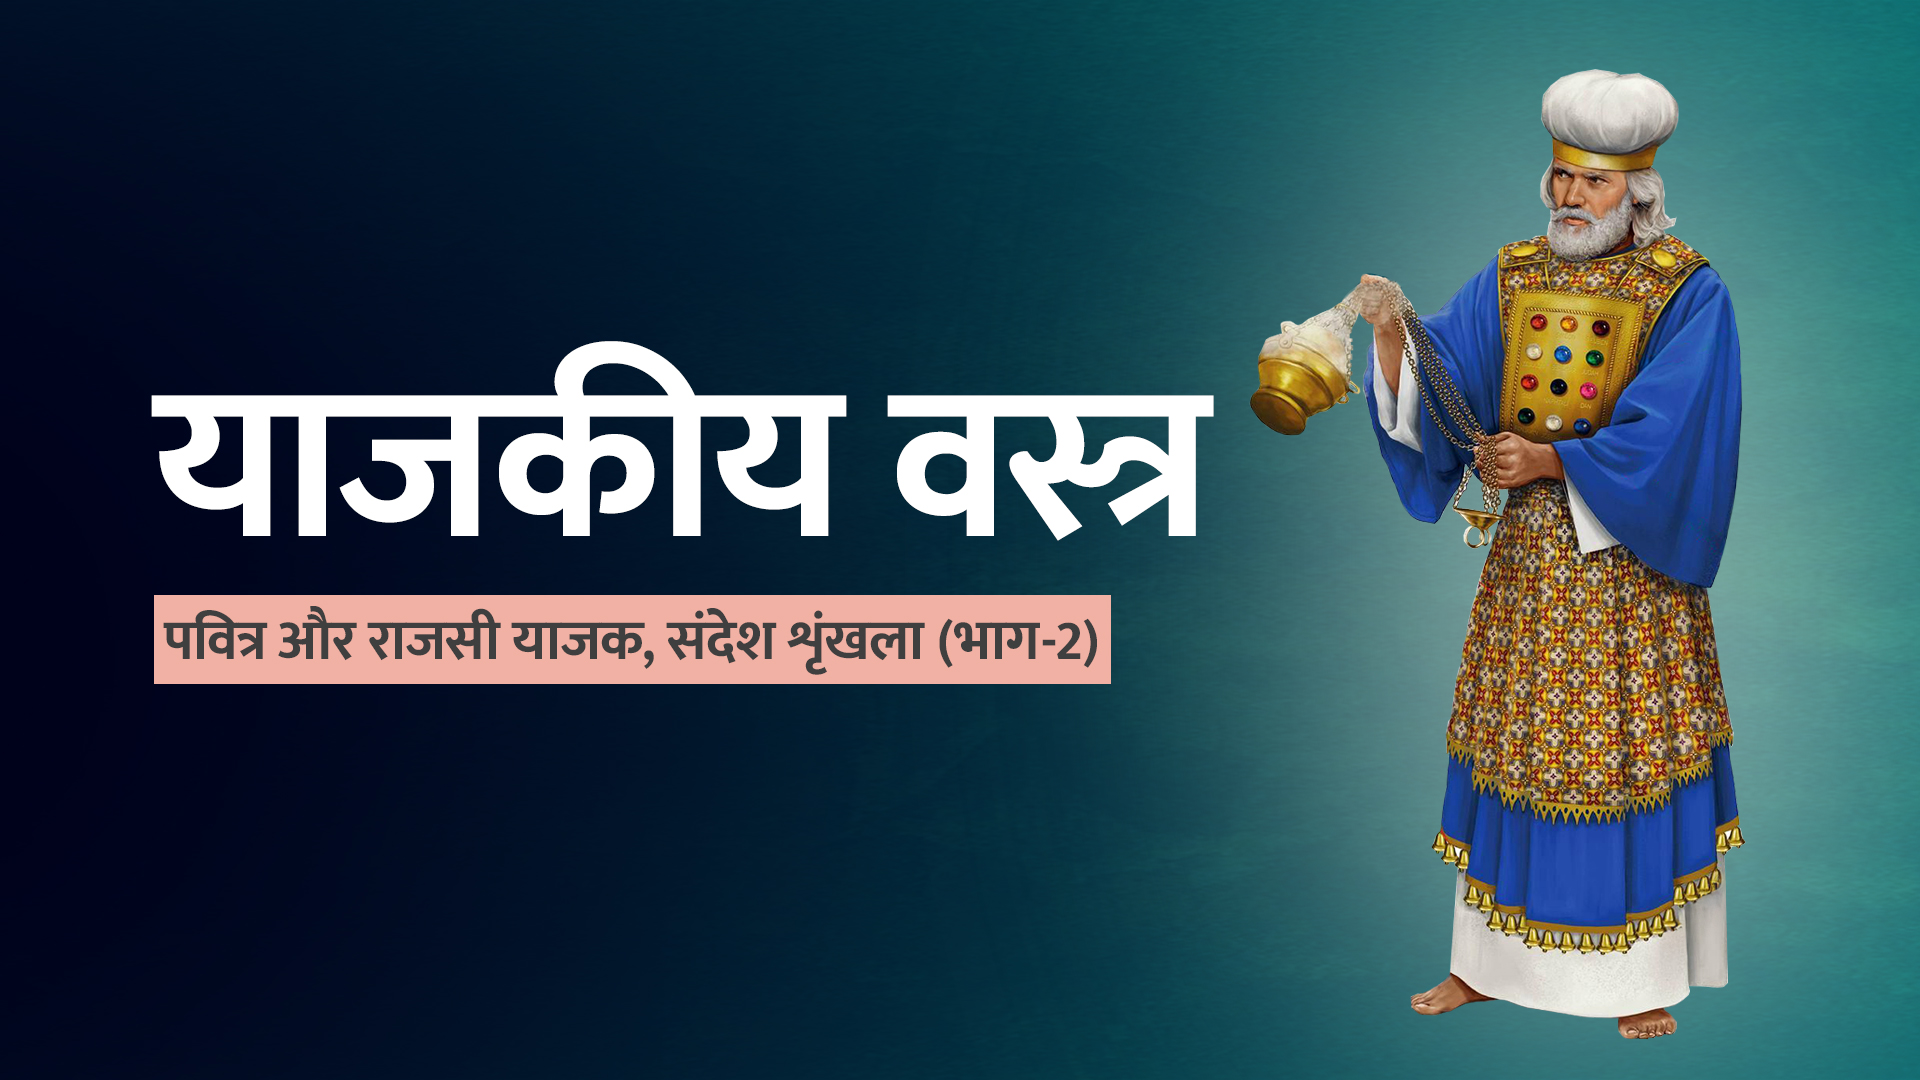 याजकीय वस्त्र
पवित्र और राजसी याजक, संदेश शृंखला (भाग-2)